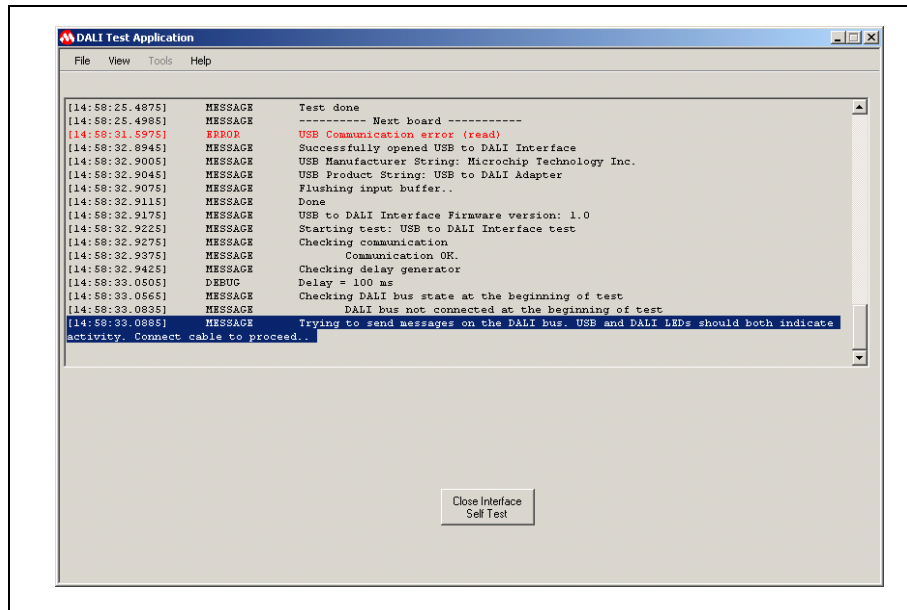 DALI Test Application
File View Tools Help
[14:58:25.4875] MESSAGE Test done
[14:58:25.4985] MESSAGE ---------- Next board -----------
[14:58:31.5975] ERROR USB Communication error (read)
[14:58:32.8945] MESSAGE Successfully opened USB to DALI Interface
[14:58:32.9005] MESSAGE USB Manufacturer String: Microchip Technology Inc.
[14:58:32.9045] MESSAGE USB Product String: USB to DALI Adapter
[14:58:32.9075] MESSAGE Flushing input buffer..
[14:58:32.9115] MESSAGE Done
[14:58:32.9175] MESSAGE USB to DALI Interface Firmware version: 1.0
[14:58:32.9225] MESSAGE Starting test: USB to DALI Interface test
[14:58:32.9275] MESSAGE Checking communication
[14:58:32.9375] MESSAGE Communication OK.
[14:58:32.9425] MESSAGE Checking delay generator
[14:58:33.0505] DEBUG Delay = 100 ms
[14:58:33.0565] MESSAGE Checking DALI bus state at the beginning of test
[14:58:33.0835] MESSAGE DALI bus not connected at the beginning of test
[14:58:33.0885] MESSAGE Trying to send messages on the DALI bus. USB and DALI LEDs should both indicate
activity. Connect cable to proceed..
Close Interface
Self Test